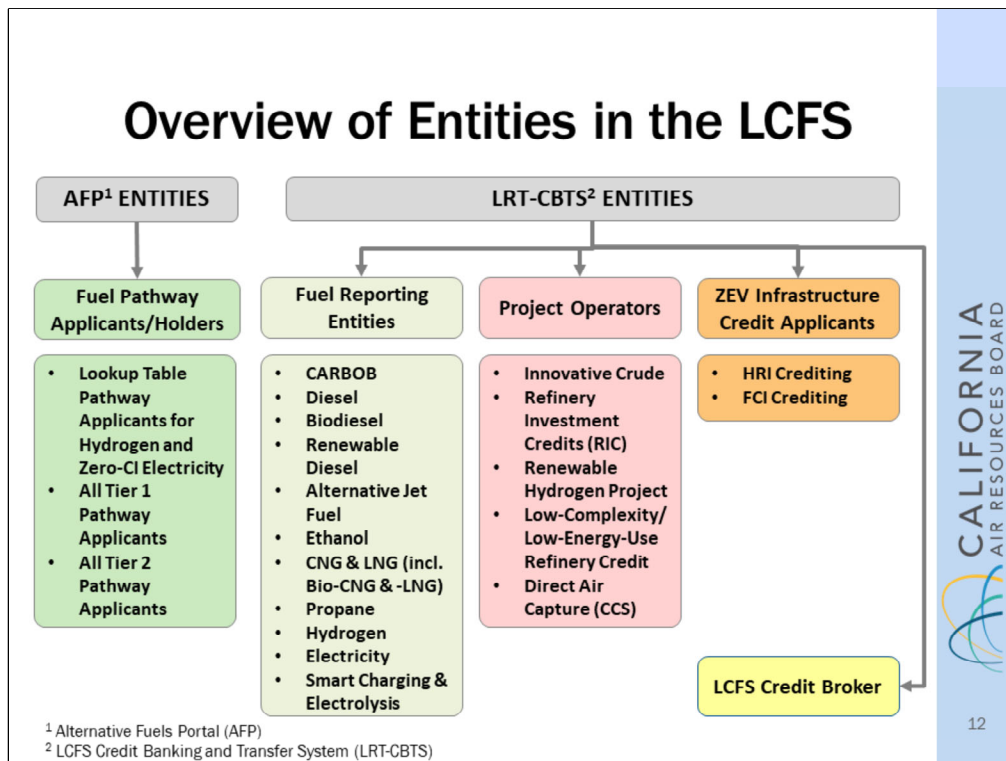 Overview of Entities in the LCFS
AFP¹ ENTITIES
LRT-CBTS² ENTITIES
Fuel Pathway
Applicants/Holders
• Lookup Table
Pathway
Applicants for
Hydrogen and
Zero-CI Electricity
• All Tier 1
Pathway
Applicants
• All Tier 2
Pathway
Applicants
Fuel Reporting
Entities
• CARBOB
• Diesel
• Biodiesel
• Renewable
Diesel
• Alternative Jet
Fuel
• Ethanol
• CNG & LNG (incl.
Bio-CNG & -LNG)
• Propane
• Hydrogen
• Electricity
• Smart Charging &
Electrolysis
Project Operators
• Innovative Crude
• Refinery
Investment
Credits (RIC)
• Renewable
Hydrogen Project
• Low-Complexity/
Low-Energy-Use
Refinery Credit
• Direct Air
Capture (CCS)
ZEV Infrastructure
Credit Applicants
• HRI Crediting
• FCI Crediting
LCFS Credit Broker
¹ Alternative Fuels Portal (AFP)
² LCFS Credit Banking and Transfer System (LRT-CBTS)
CALIFORNIA
AIR RESOURCES BOARD
12